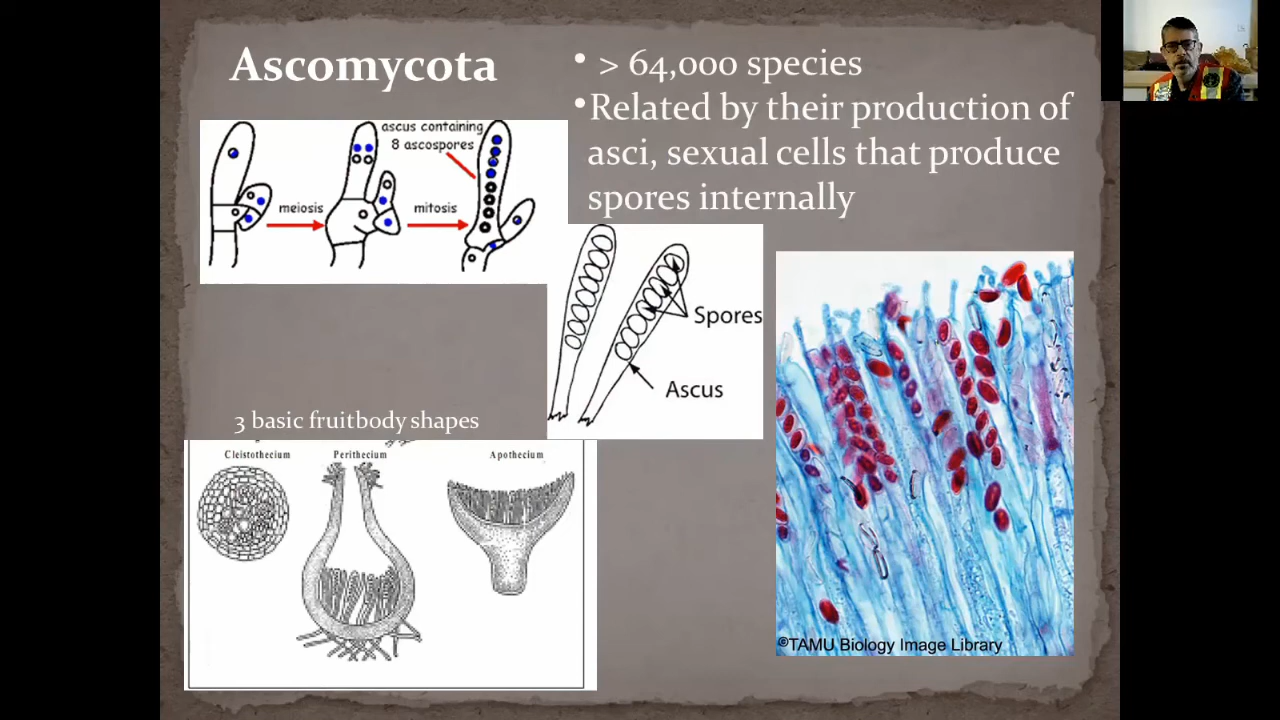 Ascomycota
• > 64,000 species
•Related by their production of
asci, sexual cells that produce
spores internally
ascus containing
8 ascospores
meiosis
mitosis
Spores
Ascus
3 basic fruitbody shapes
Cleistothecium
Perithecium
Apothecium
©TAMU Biology Image Library